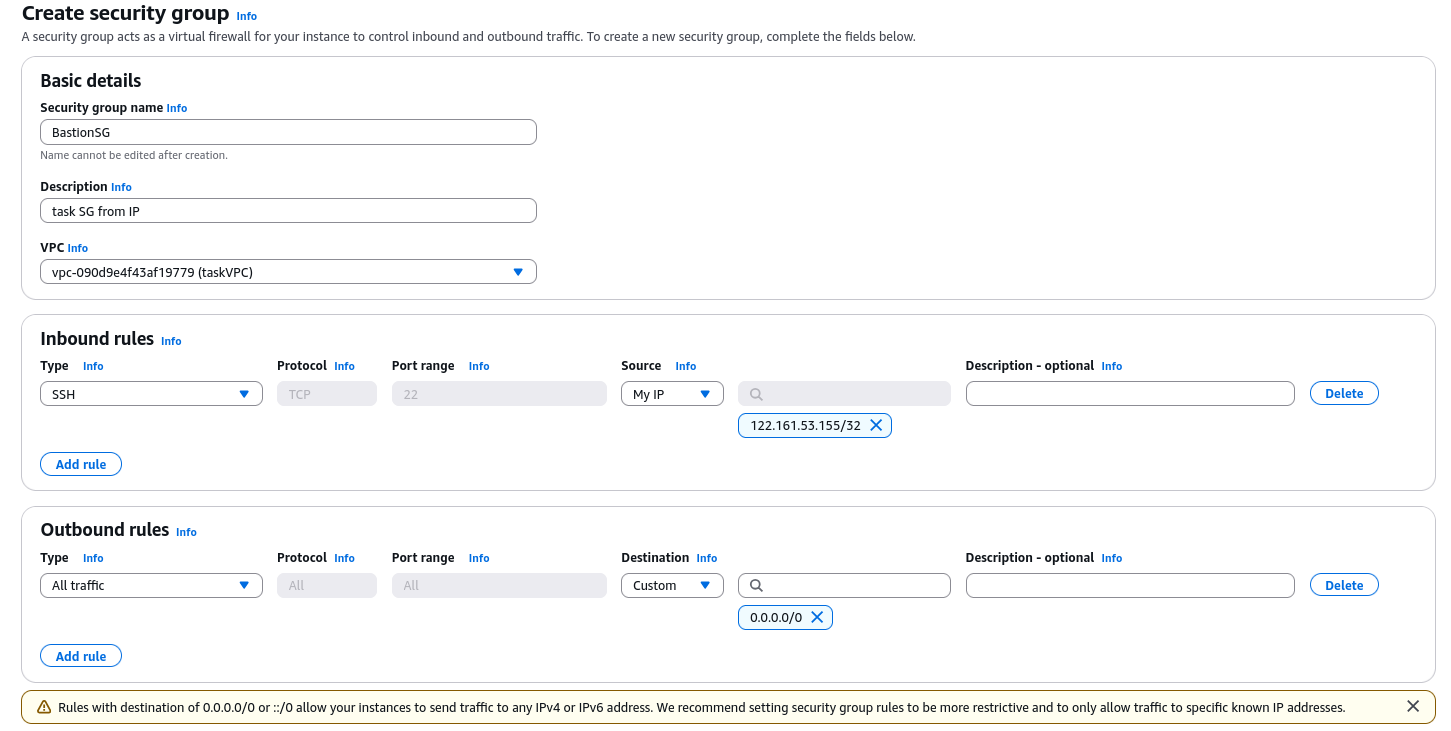 Create security group Info
A security group acts as a virtual firewall for your instance to control inbound and outbound traffic. To create a new security group, complete the fields below.
Basic details
Security group name Info
BastionSG
Name cannot be edited after creation.
Description Info
task SG from IP
VPC Info
vpc-090d9e4f43af19779 (taskVPC)
Inbound rules Info
Type Info Protocol Info Port range Info Source Info Description - optional Info
SSH TCP 22 My IP Delete
122.161.53.155/32
Add rule
Outbound rules Info
Type Info Protocol Info Port range Info Destination Info Description - optional Info
All traffic All All Custom Delete
0.0.0.0/0
Add rule
Rules with destination of 0.0.0.0/0 or ::/0 allow your instances to send traffic to any IPv4 or IPv6 address. We recommend setting security group rules to be more restrictive and to only allow traffic to specific known IP addresses.